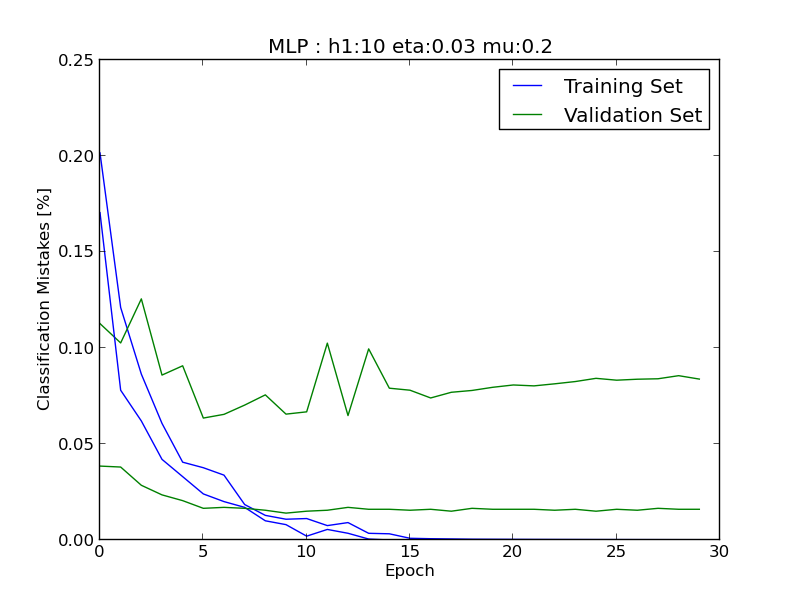 MLP : h1:10 eta:0.03 mu:0.2
Training Set
Validation Set
Classification Mistakes [%]
0.25
0.20
0.15
0.10
0.05
0.00
0 5 10 15 20 25 30
Epoch